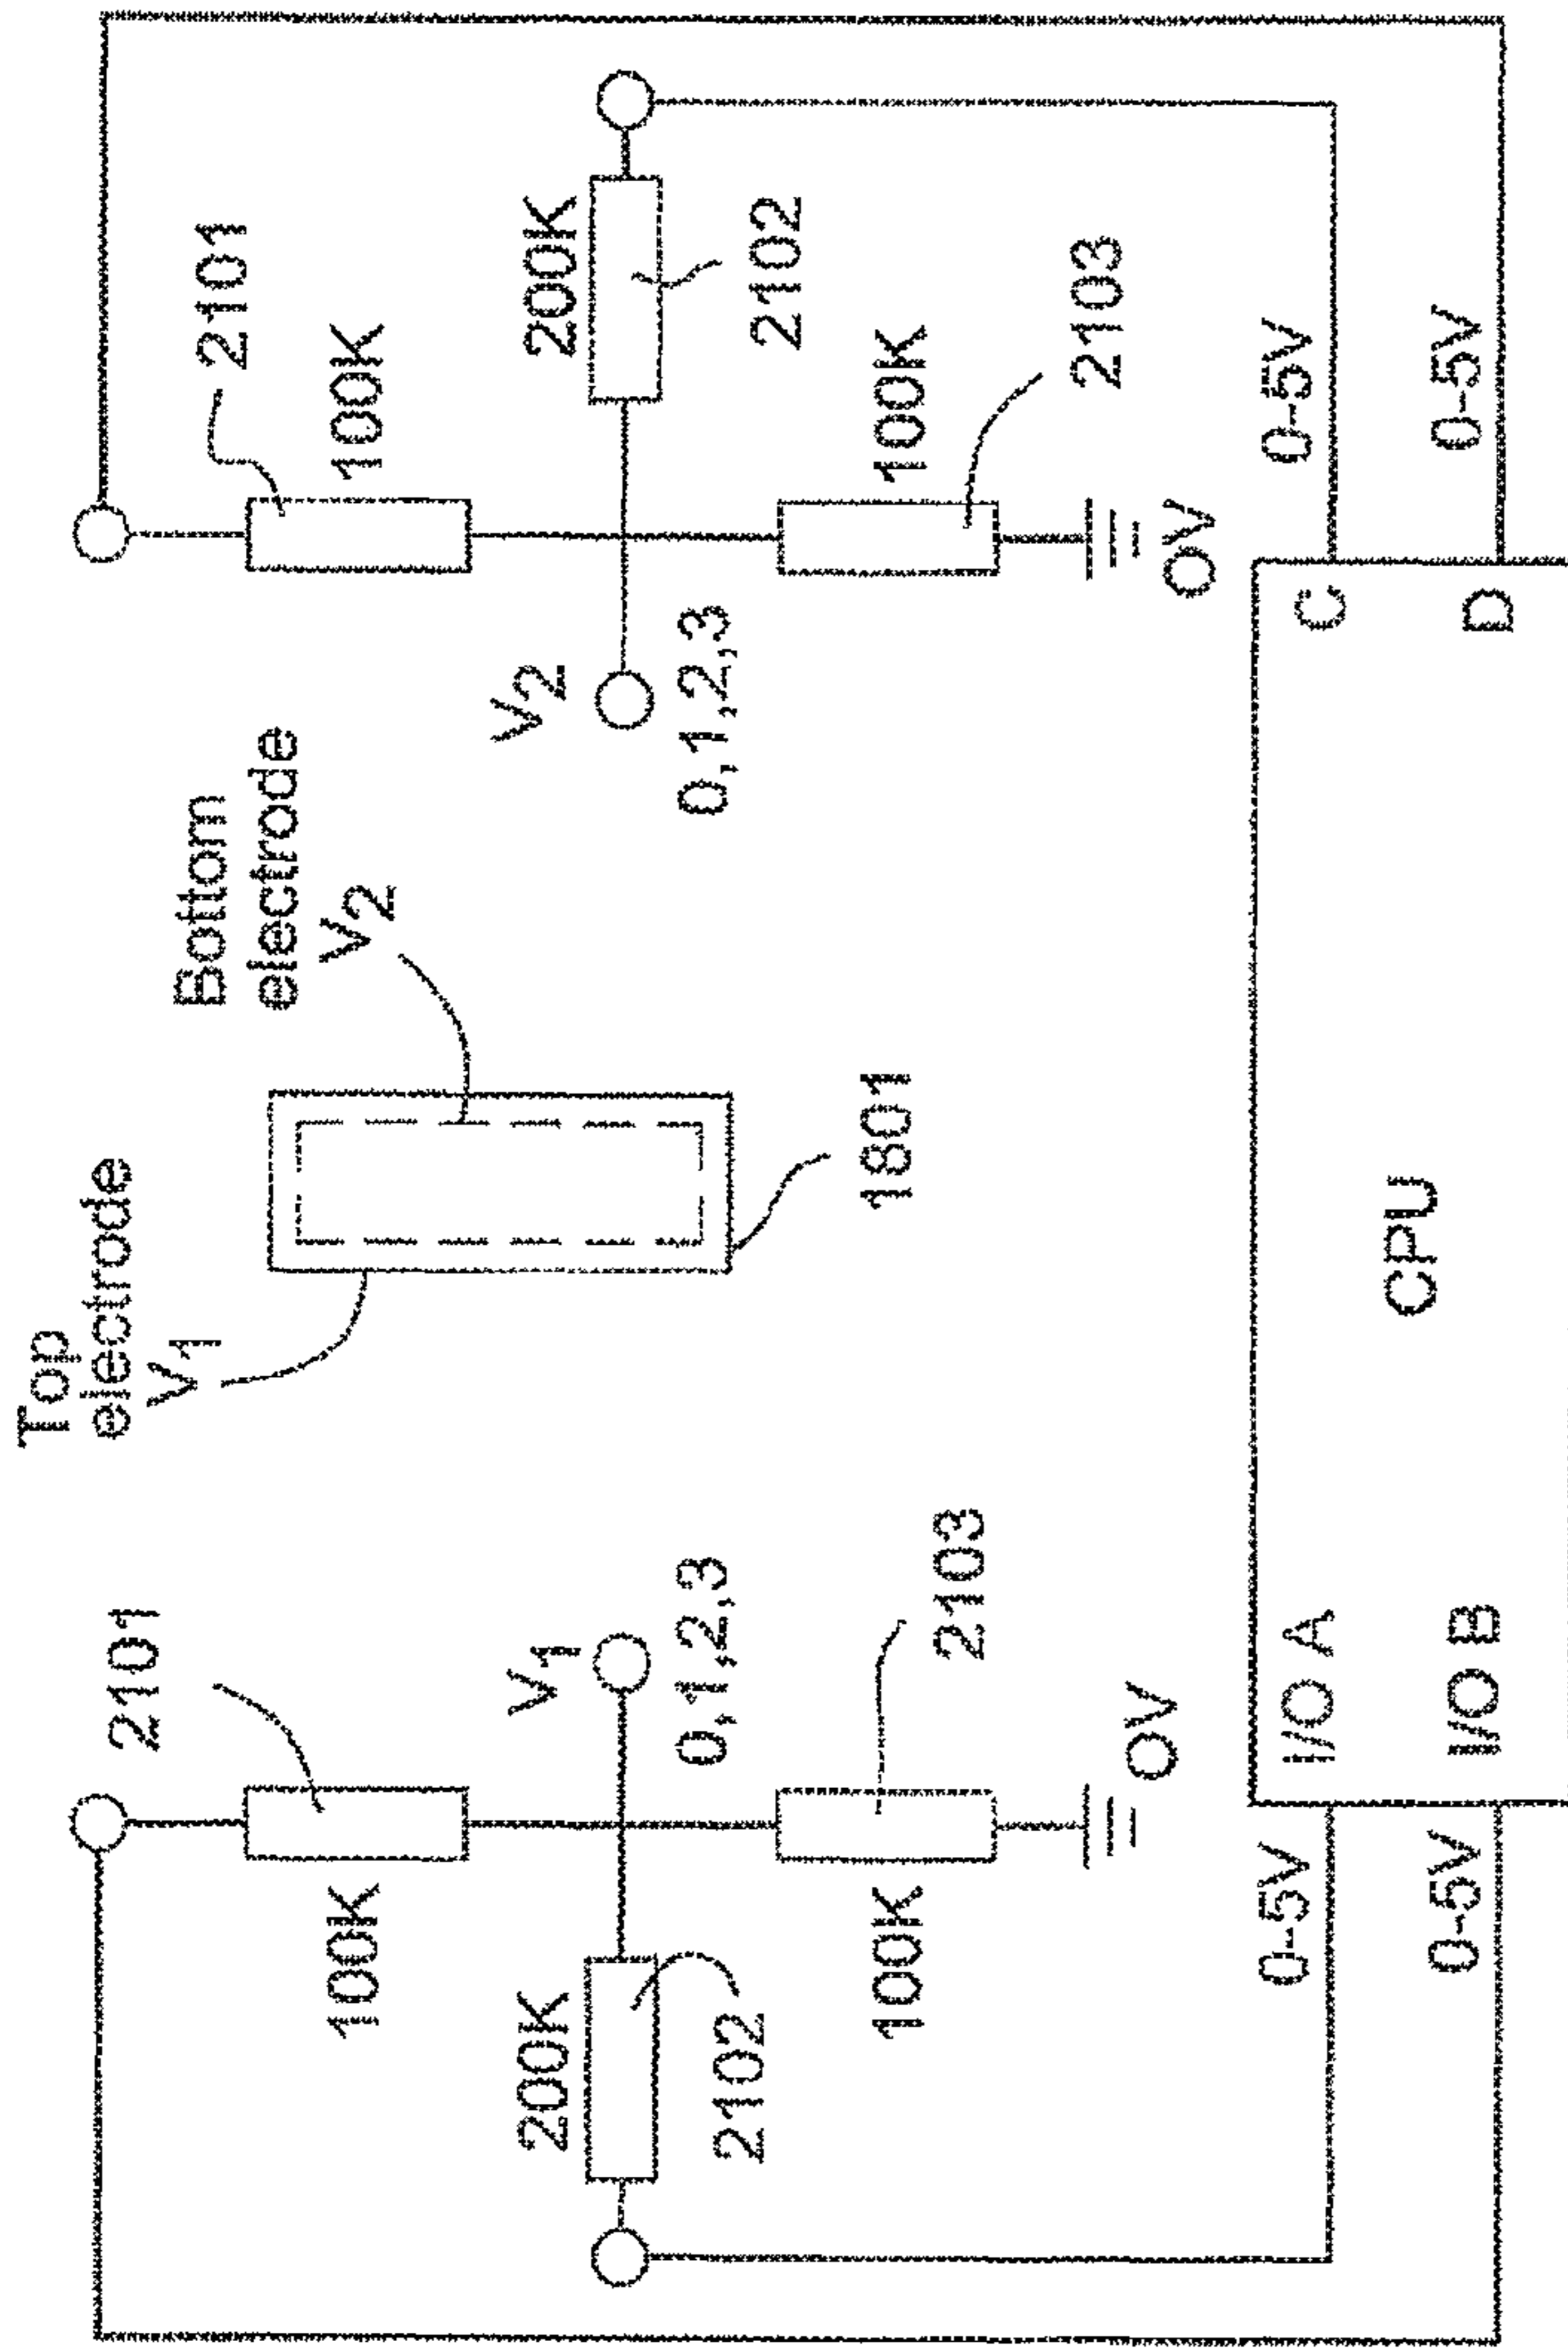 Top
electrode
V1
Bottom
electrode
V2
2101
2101
100K
100K
200K
V1
V2
200K
2102
0,1,2,3
0,1,2,3
2102
1801
100K
2103
100K
2103
0V
0V
0-5V
I/O A
C
0-5V
CPU
0-5V
I/O B
D
0-5V